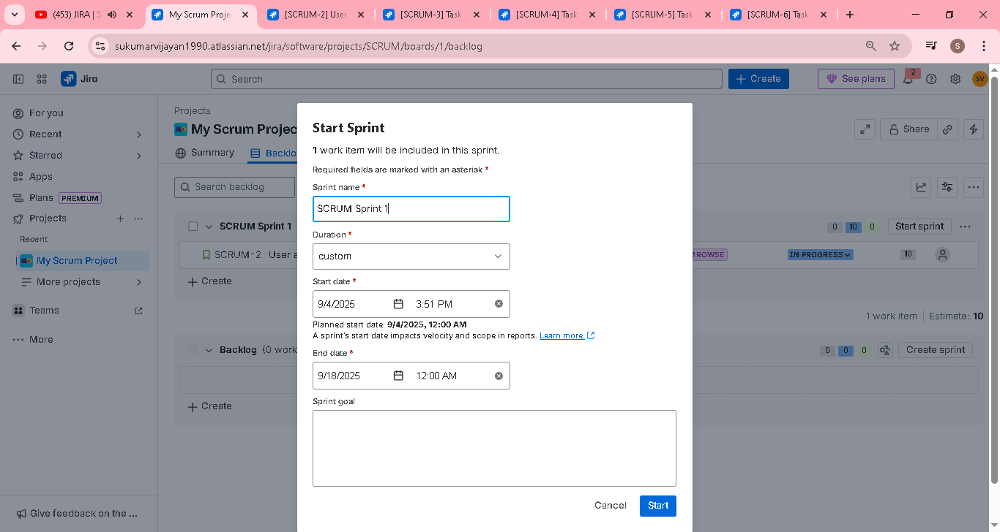 (453) JIRA | S
My Scrum Projec
[SCRUM-2] User
[SCRUM-3] Task
[SCRUM-4] Task
[SCRUM-5] Task
[SCRUM-6] Task
sukumarvijayan1990.atlassian.net/jira/software/projects/SCRUM/boards/1/backlog
S
Jira
Search
Create
See plans
2
SV
For you
Recent
Starred
Apps
Plans PREMIUM
Projects
Recent
My Scrum Project
More projects
Teams
More
Give feedback on the ...
Projects
My Scrum Projec
Share
Summary
Backlo
Search backlog
SCRUM Sprint 1
0 10 0
Start sprint
SCRUM-2 User a
BROWSE
IN PROGRESS
10
Create
1 work item
Estimate: 10
Backlog (0 work
0 0 0
Create sprint
Create
Start Sprint
1 work item will be included in this sprint.
Required fields are marked with an asterisk *
Sprint name *
SCRUM Sprint 1
Duration *
custom
Start date *
9/4/2025 3:51 PM
Planned start date: 9/4/2025, 12:00 AM
A sprint's start date impacts velocity and scope in reports. Learn more.
End date *
9/18/2025 12:00 AM
Sprint goal
Cancel
Start